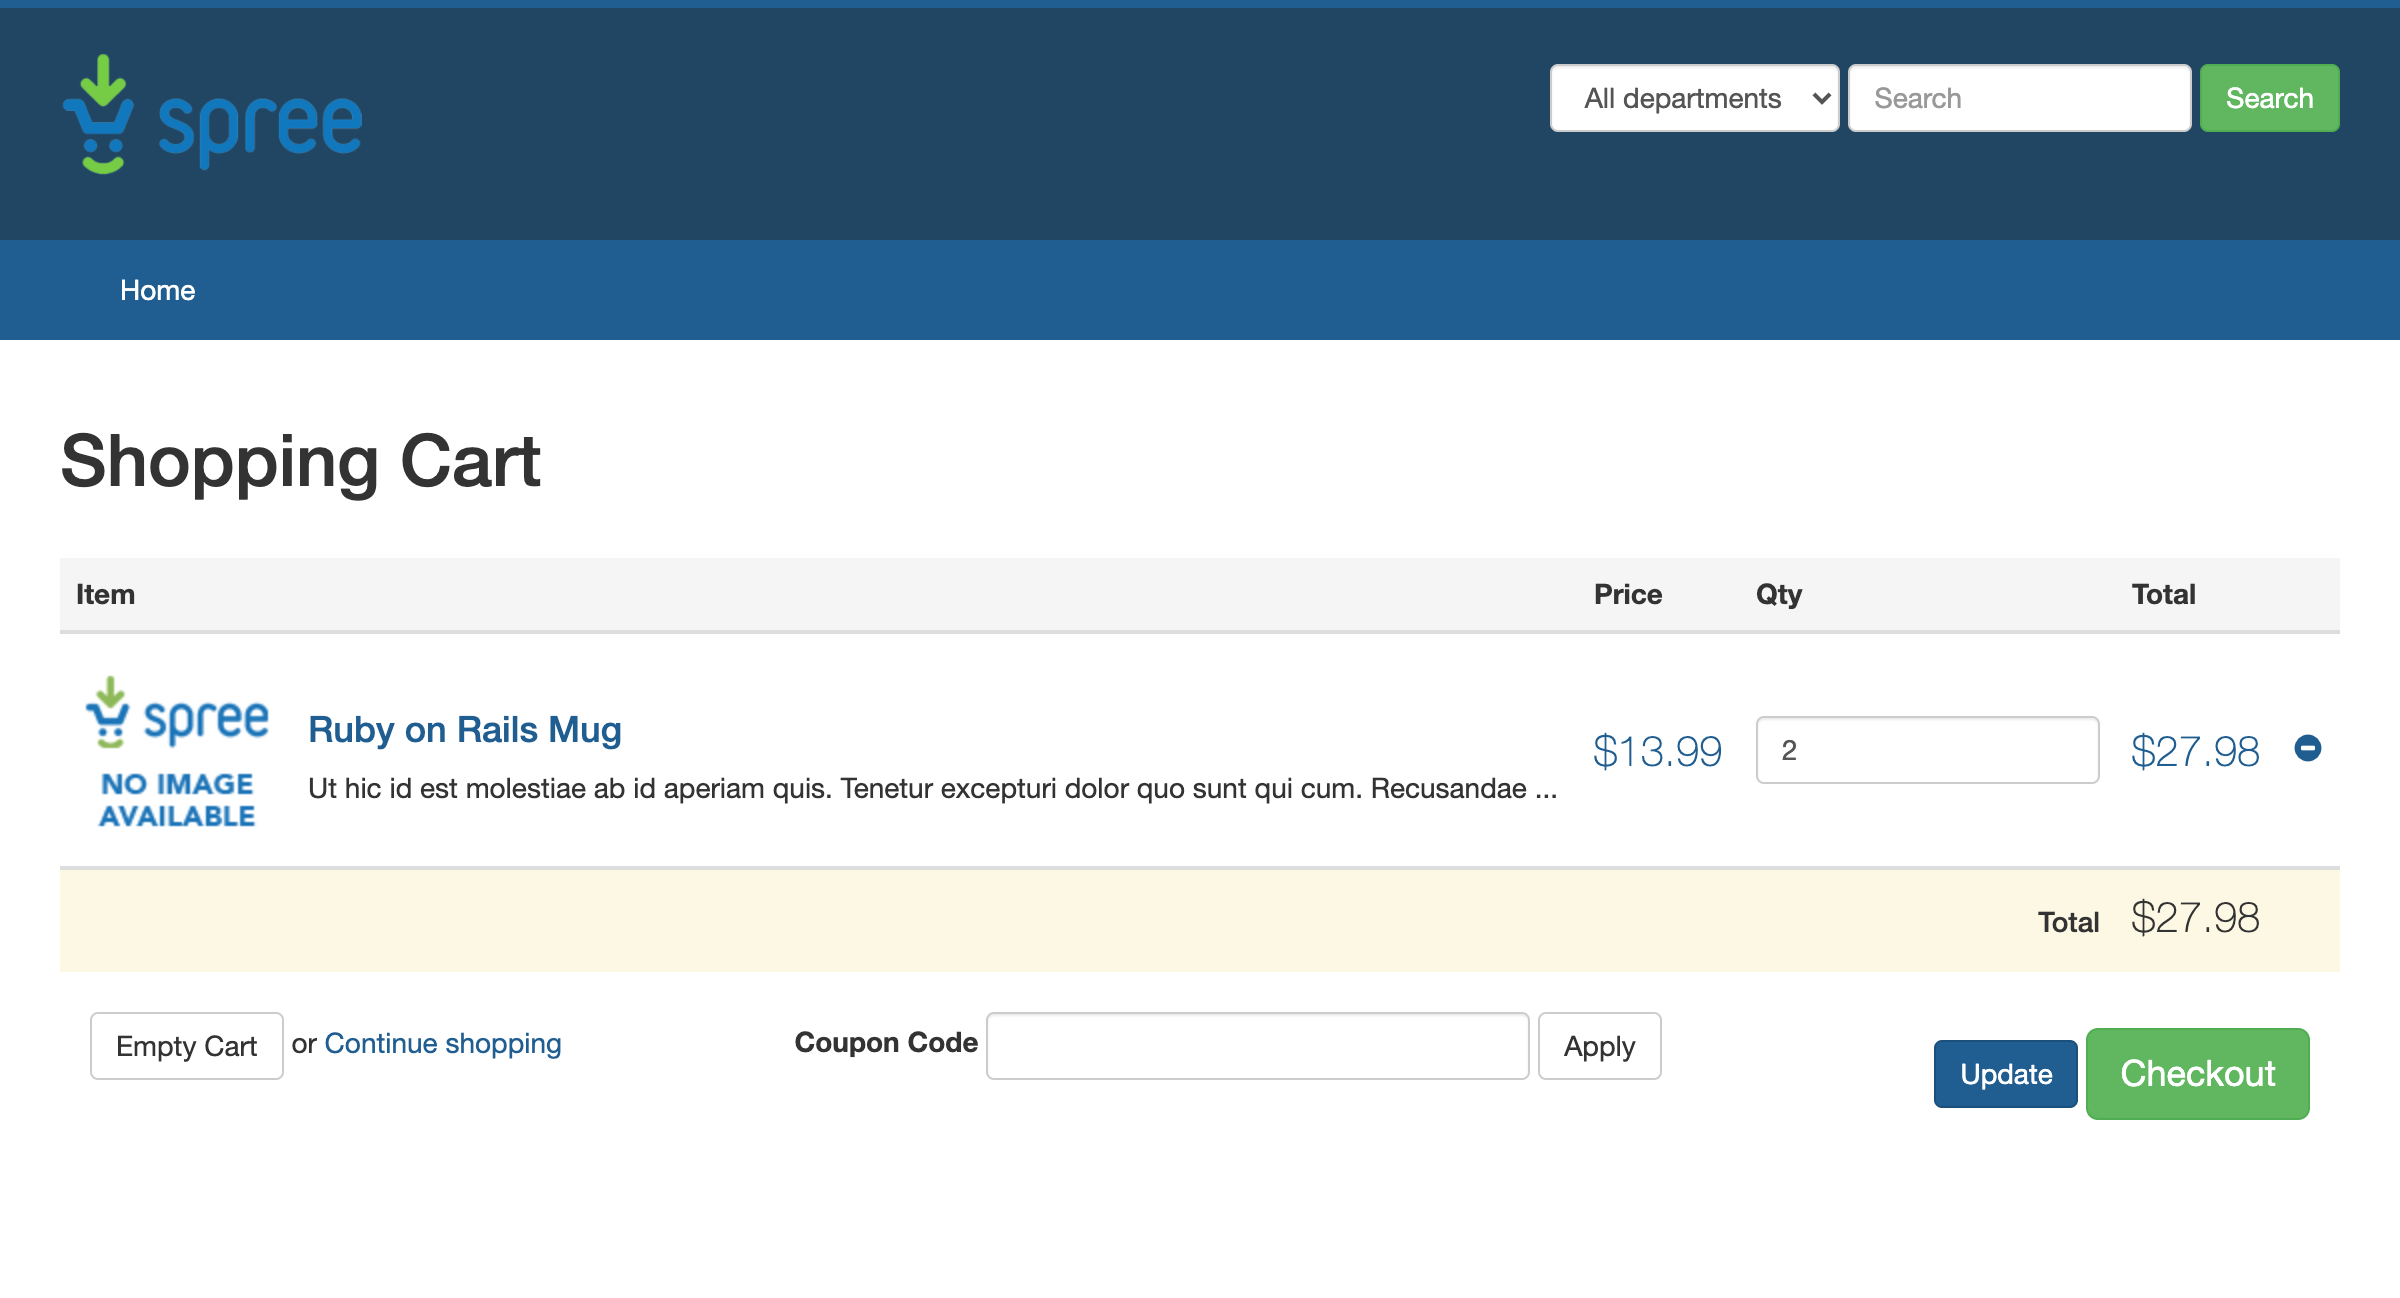 spree
All departments Search Search
Home
Shopping Cart
Item Price Qty Total
spree
NO IMAGE
AVAILABLE
Ruby on Rails Mug
Ut hic id est molestiae ab id aperiam quis. Tenetur excepturi dolor quo sunt qui cum. Recusandae ...
$13.99 2 $27.98
Total $27.98
Empty Cart or Continue shopping Coupon Code Apply Update Checkout